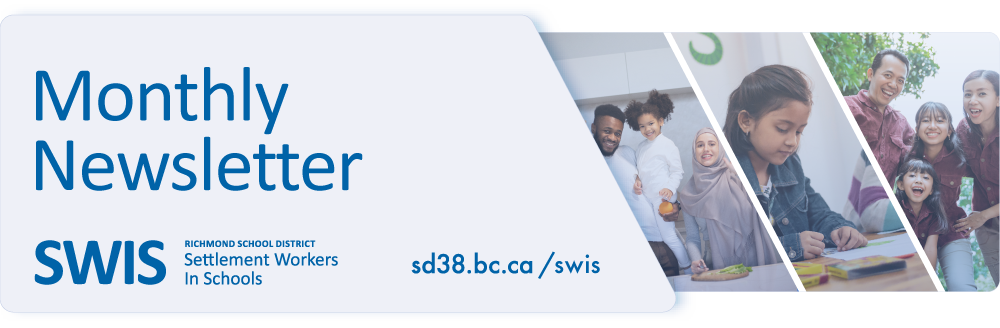 Monthly
Newsletter
SWIS
RICHMOND SCHOOL DISTRICT
Settlement Workers
In Schools
sd38.bc.ca/swis